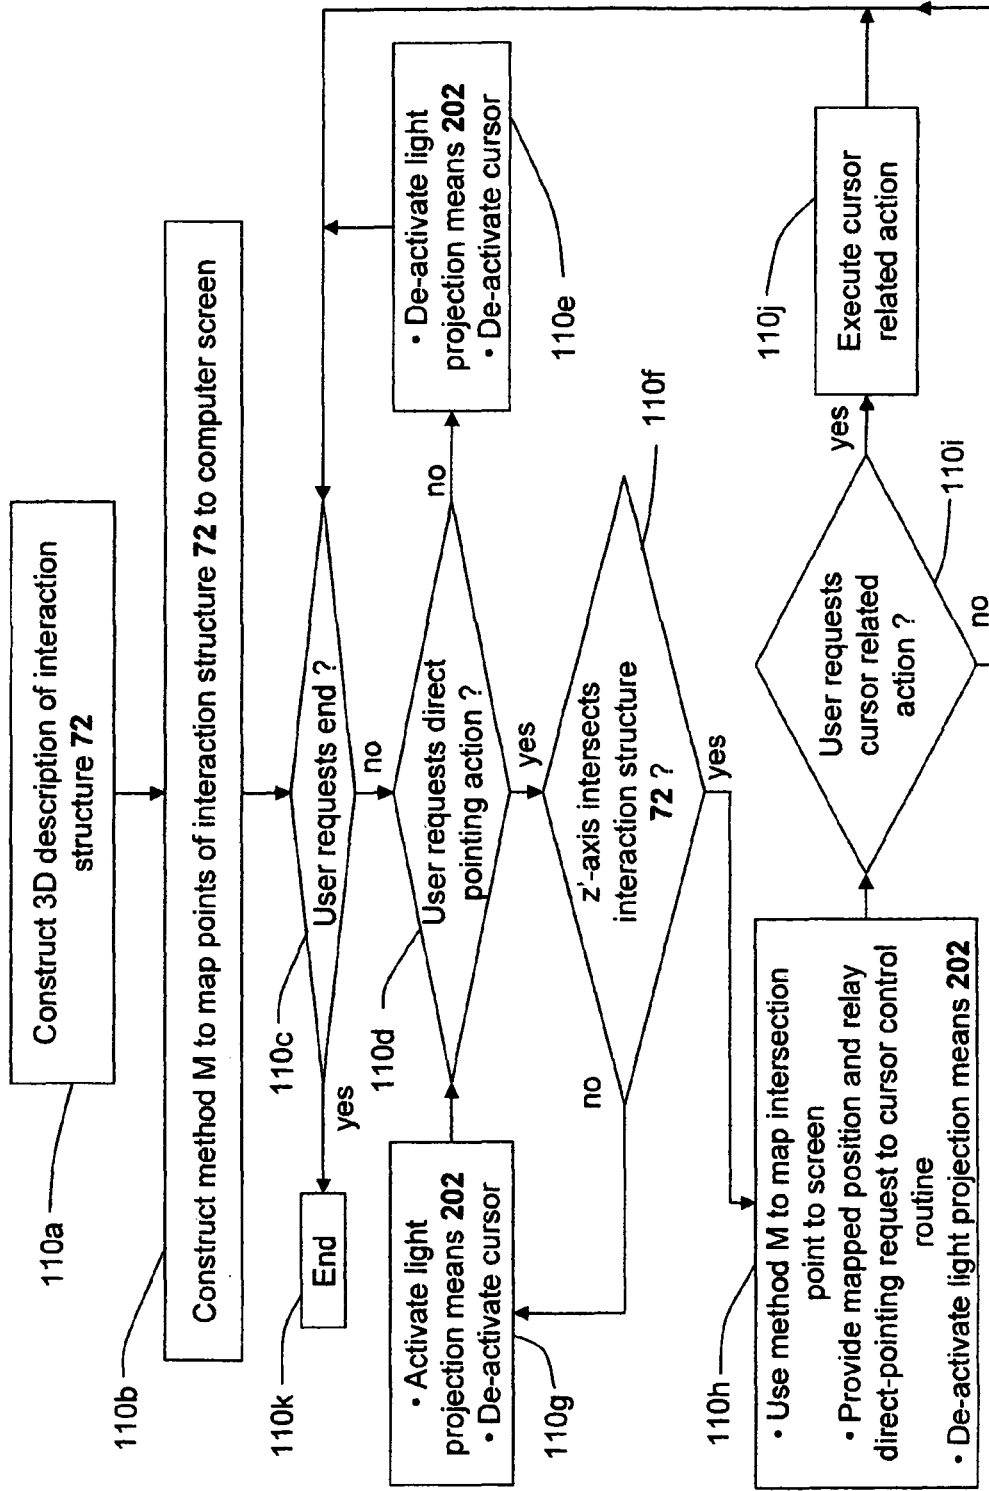 Construct 3D description of interaction
structure 72
110a
Construct method M to map points of interaction structure 72 to computer screen
110b
User requests end ?
110c
yes
no
End
110k
User requests direct
pointing action ?
110d
no
yes
• De-activate light
projection means 202
• De-activate cursor
110e
z'-axis intersects
interaction structure
72 ?
110f
no
yes
• Activate light
projection means 202
• De-activate cursor
110g
• Use method M to map intersection
point to screen
• Provide mapped position and relay
direct-pointing request to cursor control
routine
• De-activate light projection means 202
110h
User requests
cursor related
action ?
110i
yes
no
Execute cursor
related action
110j